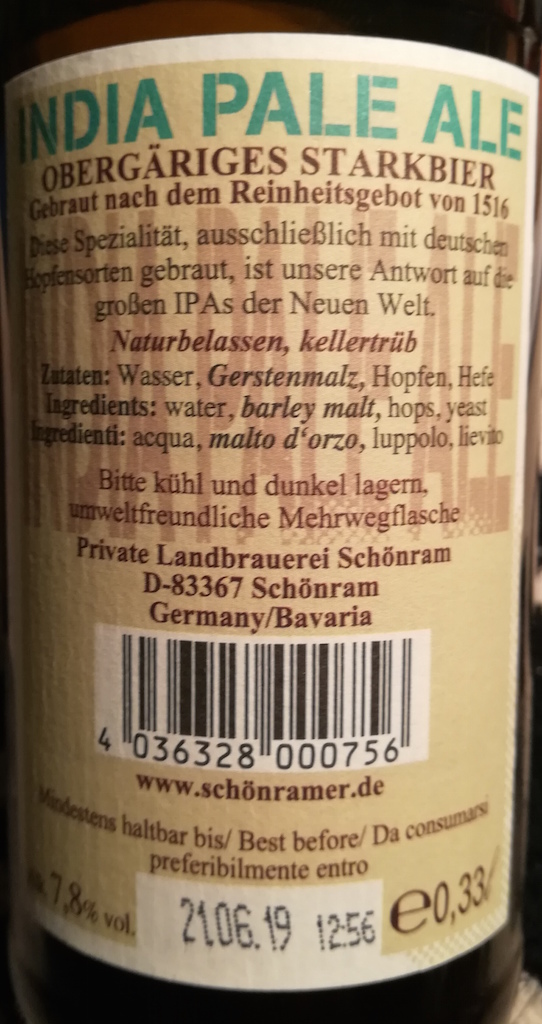 INDIA PALE ALE
OBERGÄRIGES STARKBIER
Gebraut nach dem Reinheitsgebot von 1516
Diese Spezialität, ausschließlich mit deutschen
Hopfensorten gebraut, ist unsere Antwort auf die
großen IPAs der Neuen Welt.
Naturbelassen, kellertrüb
Zutaten: Wasser, Gerstenmalz, Hopfen, Hefe
Ingredients: water, barley malt, hops, yeast
Ingredienti: acqua, malto d'orzo, luppolo, lievito
Bitte kühl und dunkel lagern,
umweltfreundliche Mehrwegflasche
Private Landbrauerei Schönram
D-83367 Schönram
Germany/Bavaria
4 036328 000756
www.schönramer.de
Mindestens haltbar bis/ Best before/ Da consumarsi
preferibilmente entro
7,8% vol.
21.06.19 12:56
e0,33l